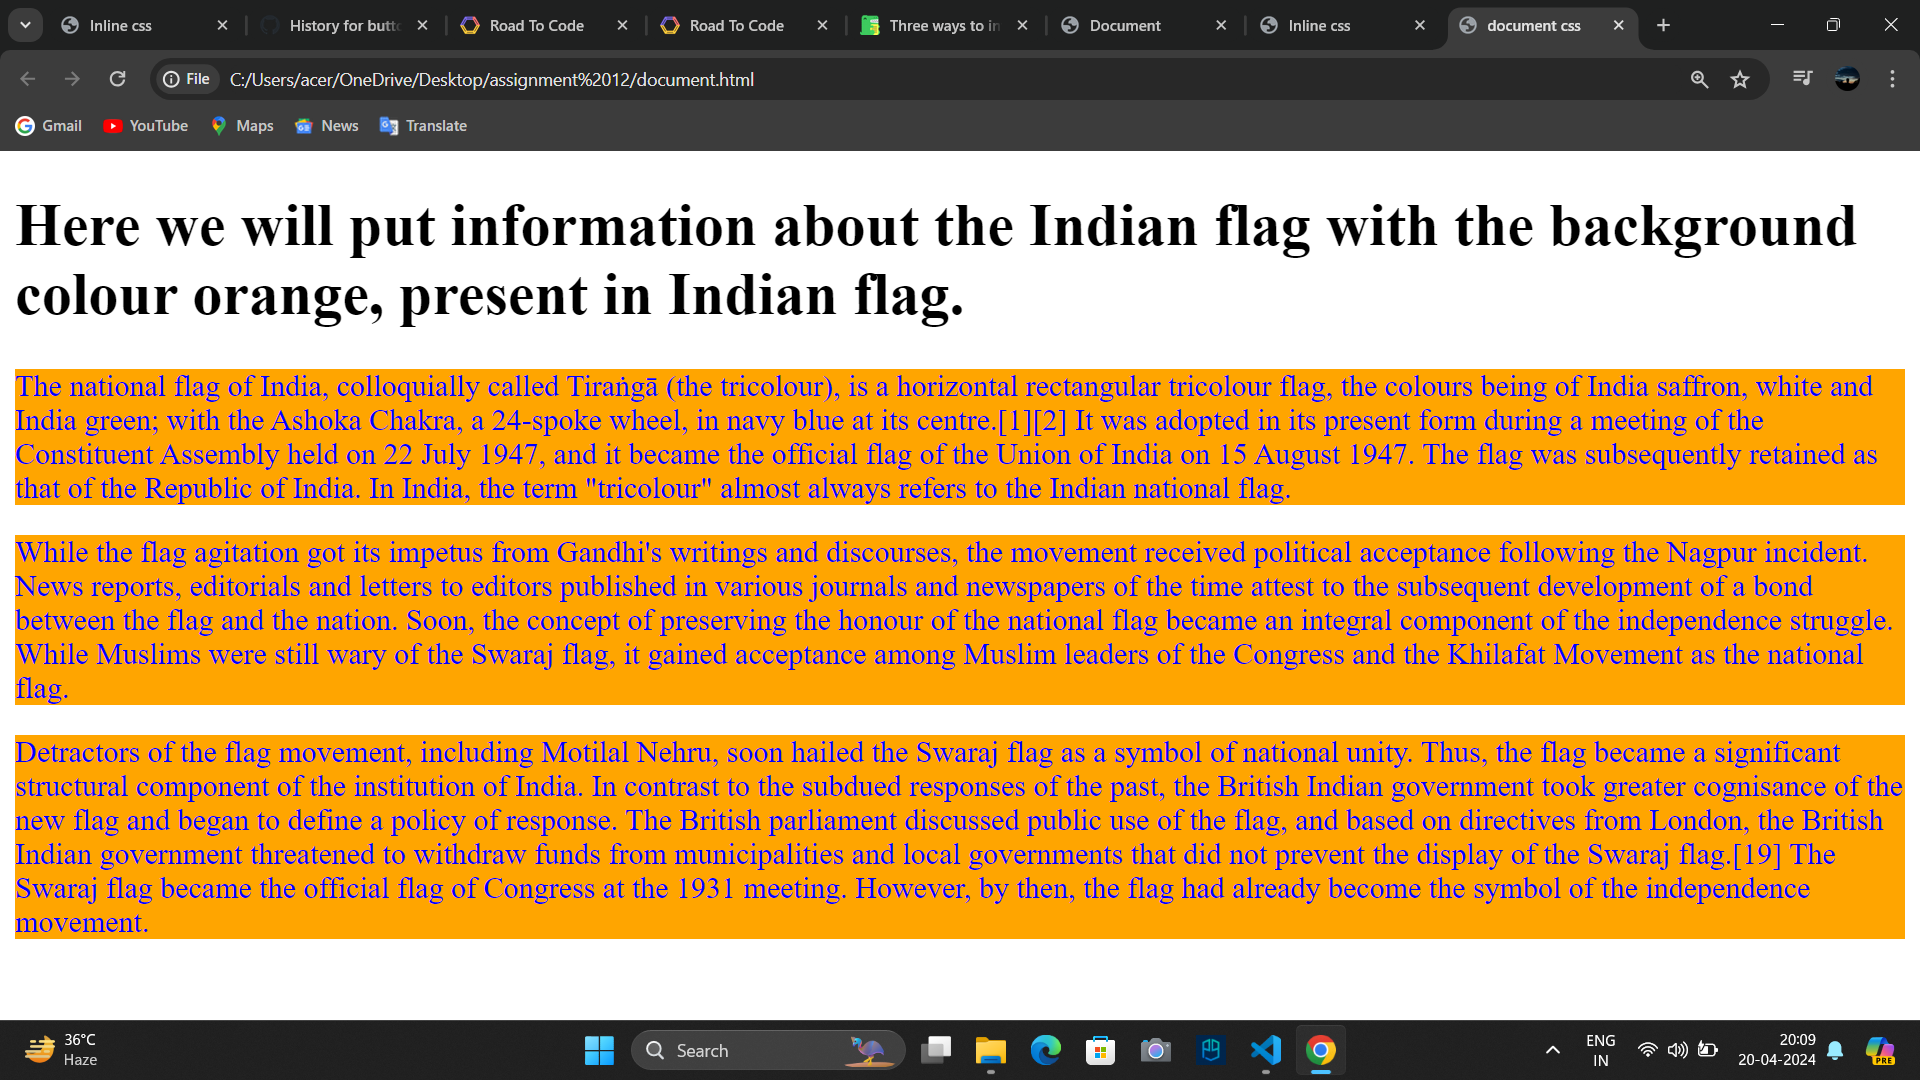 Inline css
History for butto
Road To Code
Road To Code
Three ways to in
Document
Inline css
document css
File
C:/Users/acer/OneDrive/Desktop/assignment%2012/document.html
Gmail
YouTube
Maps
News
Translate
Here we will put information about the Indian flag with the background
colour orange, present in Indian flag.
The national flag of India, colloquially called Tiraṅgā (the tricolour), is a horizontal rectangular tricolour flag, the colours being of India saffron, white and
India green; with the Ashoka Chakra, a 24-spoke wheel, in navy blue at its centre.[1][2] It was adopted in its present form during a meeting of the
Constituent Assembly held on 22 July 1947, and it became the official flag of the Union of India on 15 August 1947. The flag was subsequently retained as
that of the Republic of India. In India, the term "tricolour" almost always refers to the Indian national flag.
While the flag agitation got its impetus from Gandhi's writings and discourses, the movement received political acceptance following the Nagpur incident.
News reports, editorials and letters to editors published in various journals and newspapers of the time attest to the subsequent development of a bond
between the flag and the nation. Soon, the concept of preserving the honour of the national flag became an integral component of the independence struggle.
While Muslims were still wary of the Swaraj flag, it gained acceptance among Muslim leaders of the Congress and the Khilafat Movement as the national
flag.
Detractors of the flag movement, including Motilal Nehru, soon hailed the Swaraj flag as a symbol of national unity. Thus, the flag became a significant
structural component of the institution of India. In contrast to the subdued responses of the past, the British Indian government took greater cognisance of the
new flag and began to define a policy of response. The British parliament discussed public use of the flag, and based on directives from London, the British
Indian government threatened to withdraw funds from municipalities and local governments that did not prevent the display of the Swaraj flag.[19] The
Swaraj flag became the official flag of Congress at the 1931 meeting. However, by then, the flag had already become the symbol of the independence
movement.
36°C
Haze
Search
ENG
IN
20:09
20-04-2024
PRE